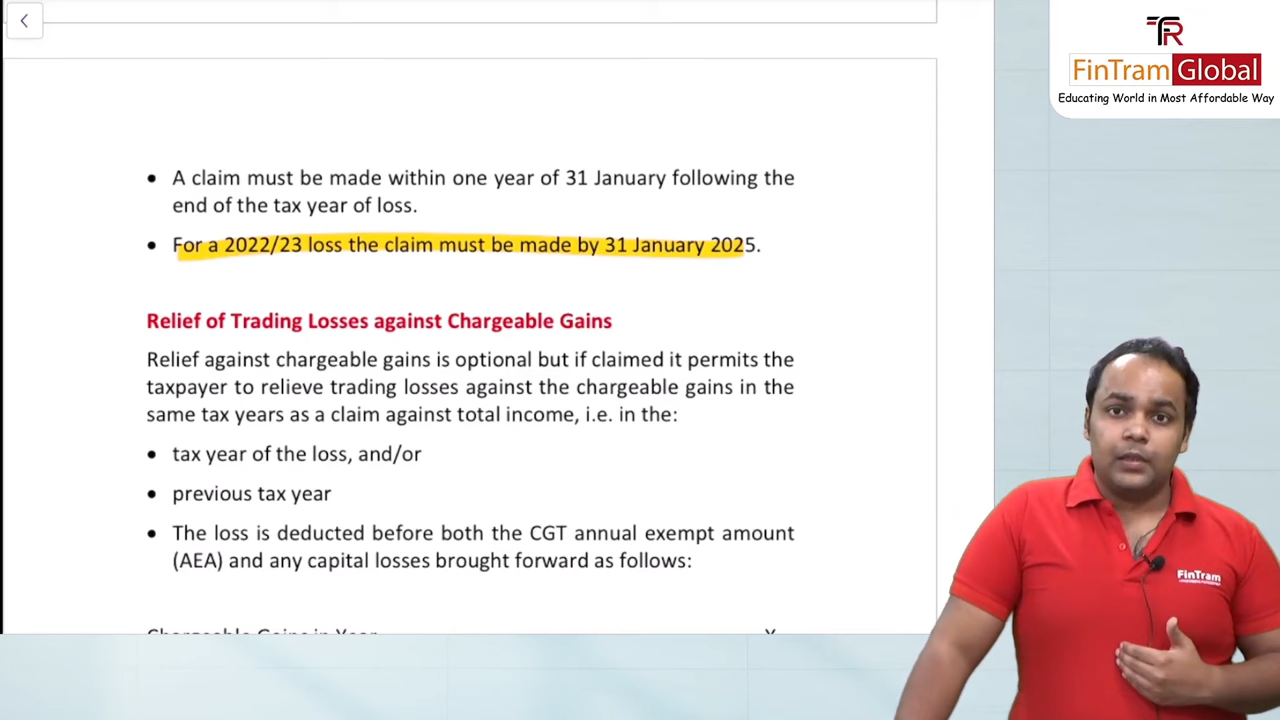 TR
FinTram Global
Educating World in Most Affordable Way
• A claim must be made within one year of 31 January following the
end of the tax year of loss.
• For a 2022/23 loss the claim must be made by 31 January 2025.
Relief of Trading Losses against Chargeable Gains
Relief against chargeable gains is optional but if claimed it permits the
taxpayer to relieve trading losses against the chargeable gains in the
same tax years as a claim against total income, i.e. in the:
• tax year of the loss, and/or
• previous tax year
• The loss is deducted before both the CGT annual exempt amount
(AEA) and any capital losses brought forward as follows:
Chargeable Gains in Year X
FinTram